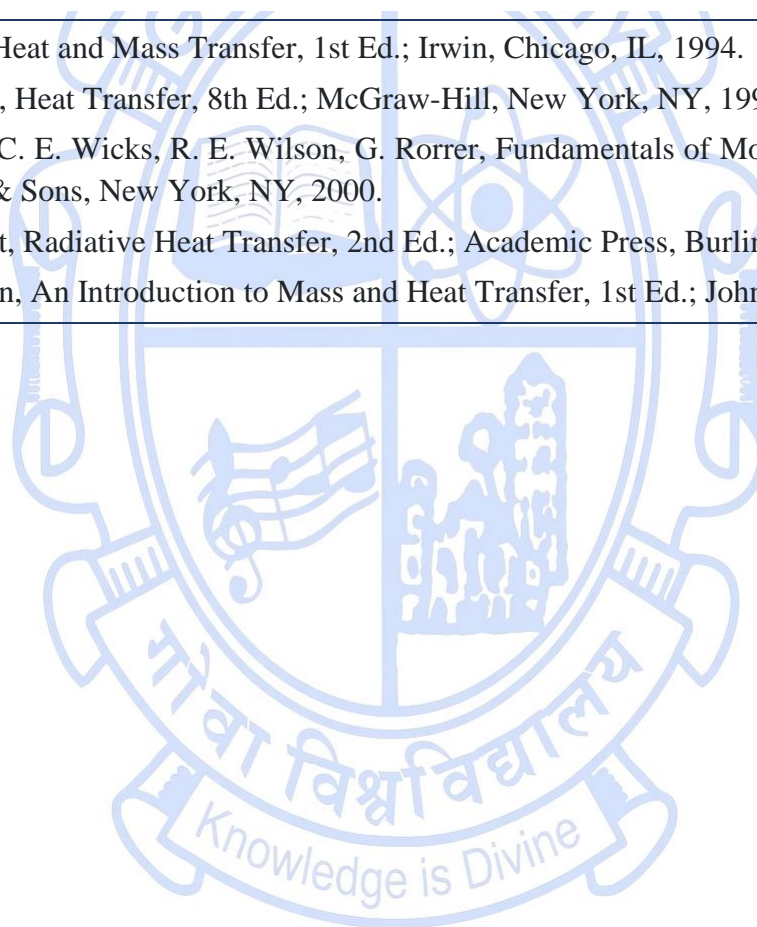 Heat and Mass Transfer, 1st Ed.; Irwin, Chicago, IL, 1994.
, Heat Transfer, 8th Ed.; McGraw-Hill, New York, NY, 199
C. E. Wicks, R. E. Wilson, G. Rorrer, Fundamentals of Mo
& Sons, New York, NY, 2000.
t, Radiative Heat Transfer, 2nd Ed.; Academic Press, Burlin
n, An Introduction to Mass and Heat Transfer, 1st Ed.; John
गोंवा विश्वविद्यालय
Knowledge is Divine